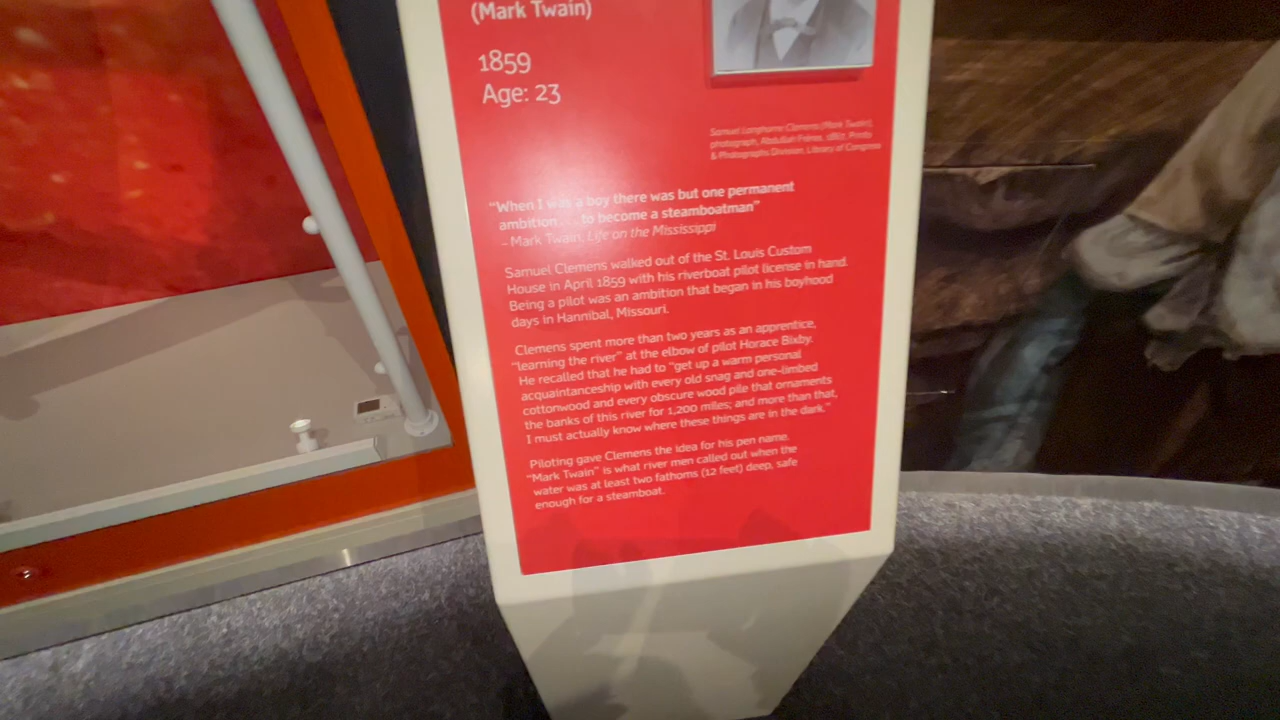 (Mark Twain)
1859
Age: 23
Samuel Langhorne Clemens (Mark Twain),
photograph, Abdullah Frères, 1867, Prints
& Photographs Division, Library of Congress
“When I was a boy there was but one permanent
ambition . . . to become a steamboatman”
– Mark Twain, Life on the Mississippi
Samuel Clemens walked out of the St. Louis Custom
House in April 1859 with his riverboat pilot license in hand.
Being a pilot was an ambition that began in his boyhood
days in Hannibal, Missouri.
Clemens spent more than two years as an apprentice,
“learning the river” at the elbow of pilot Horace Bixby.
He recalled that he had to “get up a warm personal
acquaintanceship with every old snag and one-limbed
cottonwood and every obscure wood pile that ornaments
the banks of this river for 1,200 miles; and more than that,
I must actually know where these things are in the dark.”
Piloting gave Clemens the idea for his pen name.
“Mark Twain” is what river men called out when the
water was at least two fathoms (12 feet) deep, safe
enough for a steamboat.